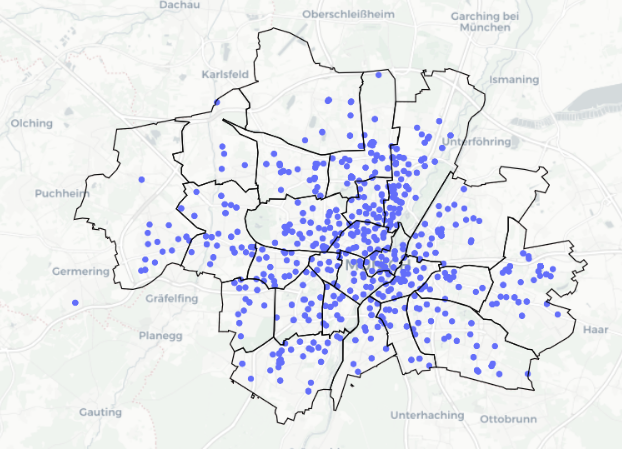 Dachau
Oberschleißheim
Garching bei
München
Karlsfeld
Ismaning
Olching
Unterföhring
Puchheim
Germering
Gräfelfing
Haar
Planegg
Gauting
Unterhaching
Ottobrunn